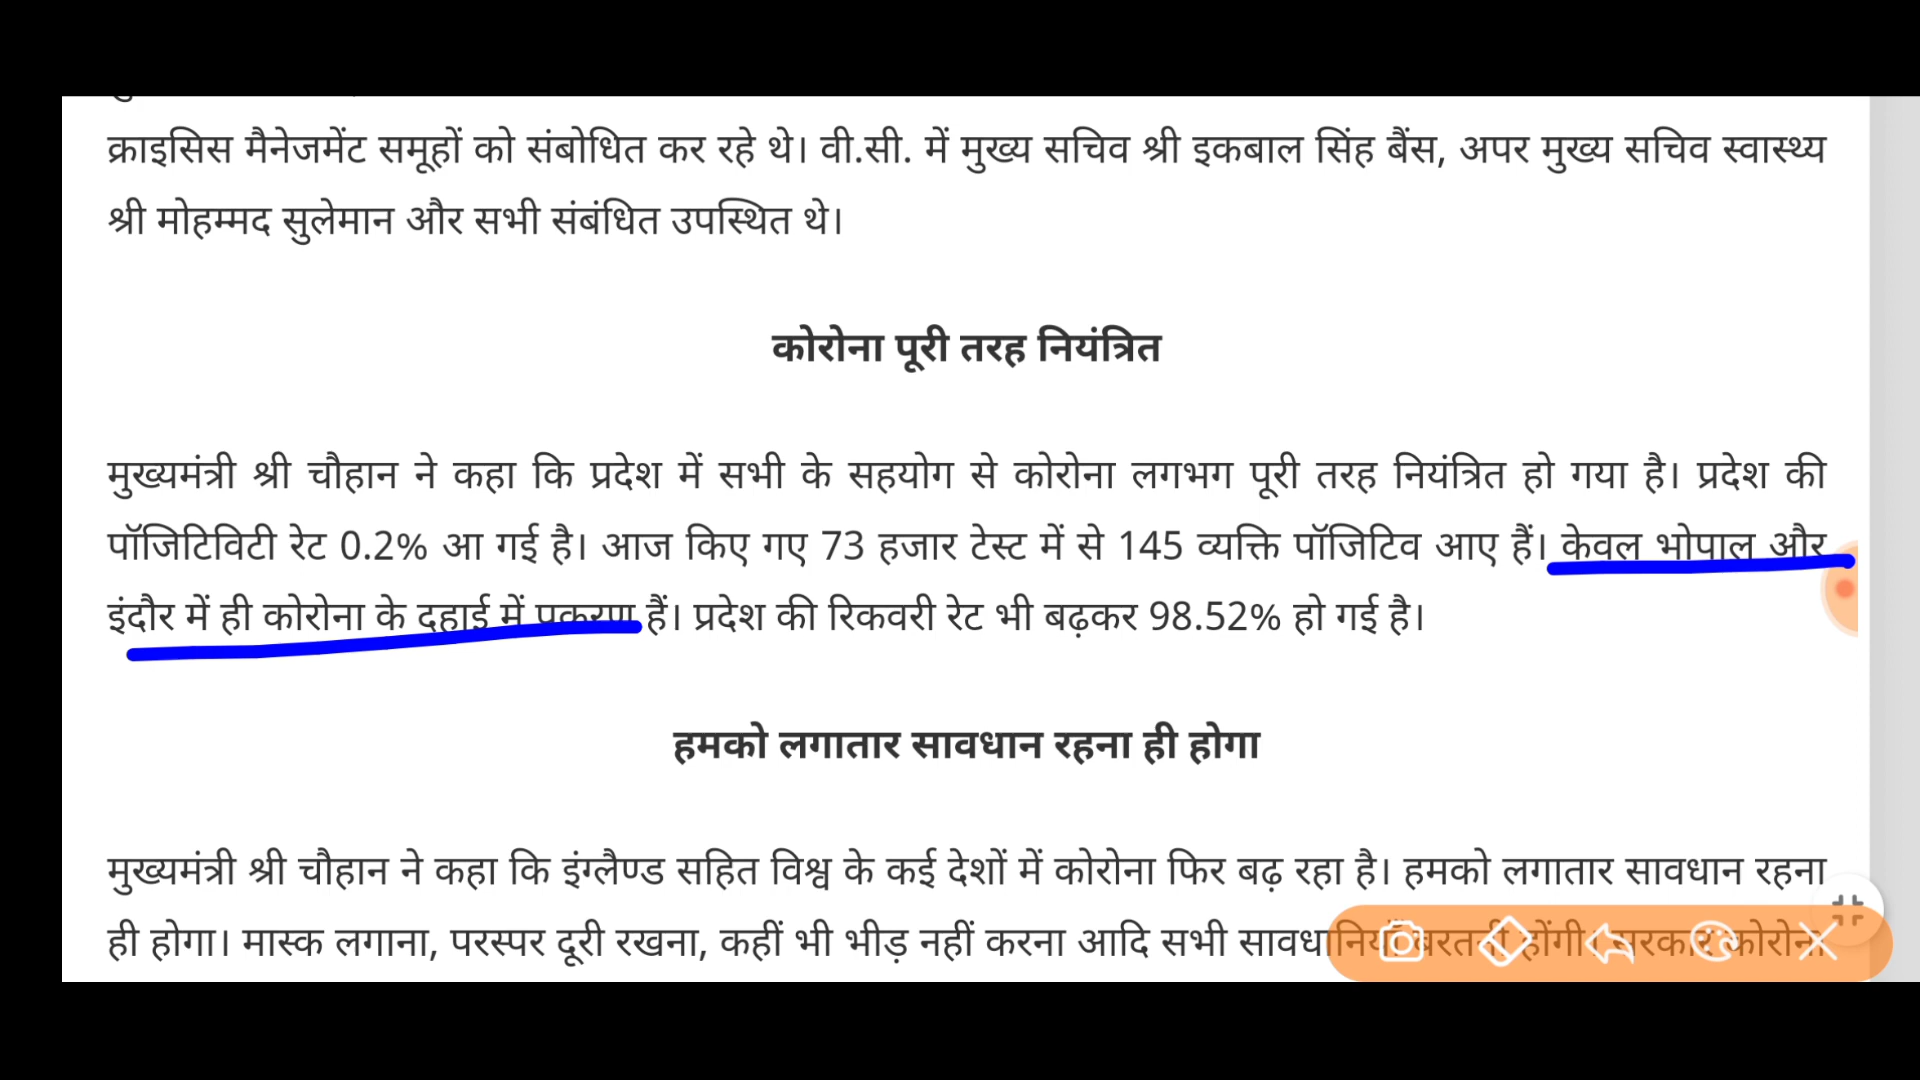 क्राइसिस मैनेजमेंट समूहों को संबोधित कर रहे थे। वी.सी. में मुख्य सचिव श्री इकबाल सिंह बैंस, अपर मुख्य सचिव स्वास्थ्य
श्री मोहम्मद सुलेमान और सभी संबंधित उपस्थित थे।
कोरोना पूरी तरह नियंत्रित
मुख्यमंत्री श्री चौहान ने कहा कि प्रदेश में सभी के सहयोग से कोरोना लगभग पूरी तरह नियंत्रित हो गया है। प्रदेश की
पॉजिटिविटी रेट 0.2% आ गई है। आज किए गए 73 हजार टेस्ट में से 145 व्यक्ति पॉजिटिव आए हैं। केवल भोपाल और
इंदौर में ही कोरोना के दहाई में प्रकरण हैं। प्रदेश की रिकवरी रेट भी बढ़कर 98.52% हो गई है।
हमको लगातार सावधान रहना ही होगा
मुख्यमंत्री श्री चौहान ने कहा कि इंग्लैण्ड सहित विश्व के कई देशों में कोरोना फिर बढ़ रहा है। हमको लगातार सावधान रहना
ही होगा। मास्क लगाना, परस्पर दूरी रखना, कहीं भी भीड़ नहीं करना आदि सभी सावधानियाँ बरतनी होंगी। सरकार कोरोना